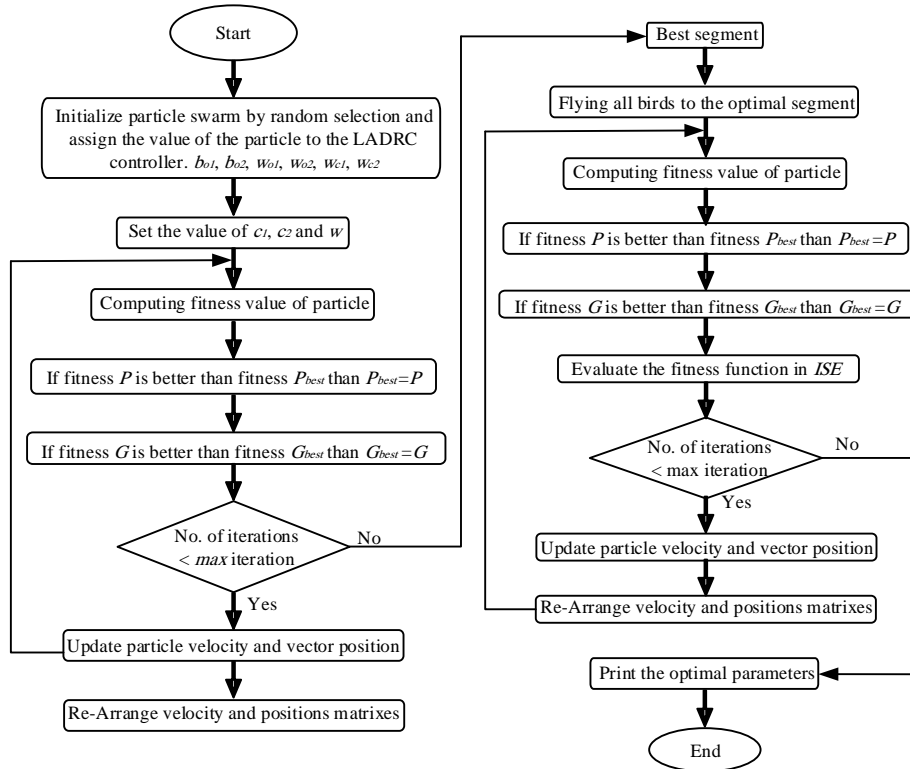 Start
Initialize particle swarm by random selection and
assign the value of the particle to the LADRC
controller. bo1, bo2, wo1, wo2, wc1, wc2
Set the value of c1, c2 and w
Computing fitness value of particle
If fitness P is better than fitness Pbest than Pbest=P
If fitness G is better than fitness Gbest than Gbest=G
No. of iterations
< max iteration
No
Yes
Update particle velocity and vector position
Re-Arrange velocity and positions matrixes
Best segment
Flying all birds to the optimal segment
Computing fitness value of particle
If fitness P is better than fitness Pbest than Pbest=P
If fitness G is better than fitness Gbest than Gbest=G
Evaluate the fitness function in ISE
No. of iterations
< max iteration
No
Yes
Update particle velocity and vector position
Re-Arrange velocity and positions matrixes
Print the optimal parameters
End